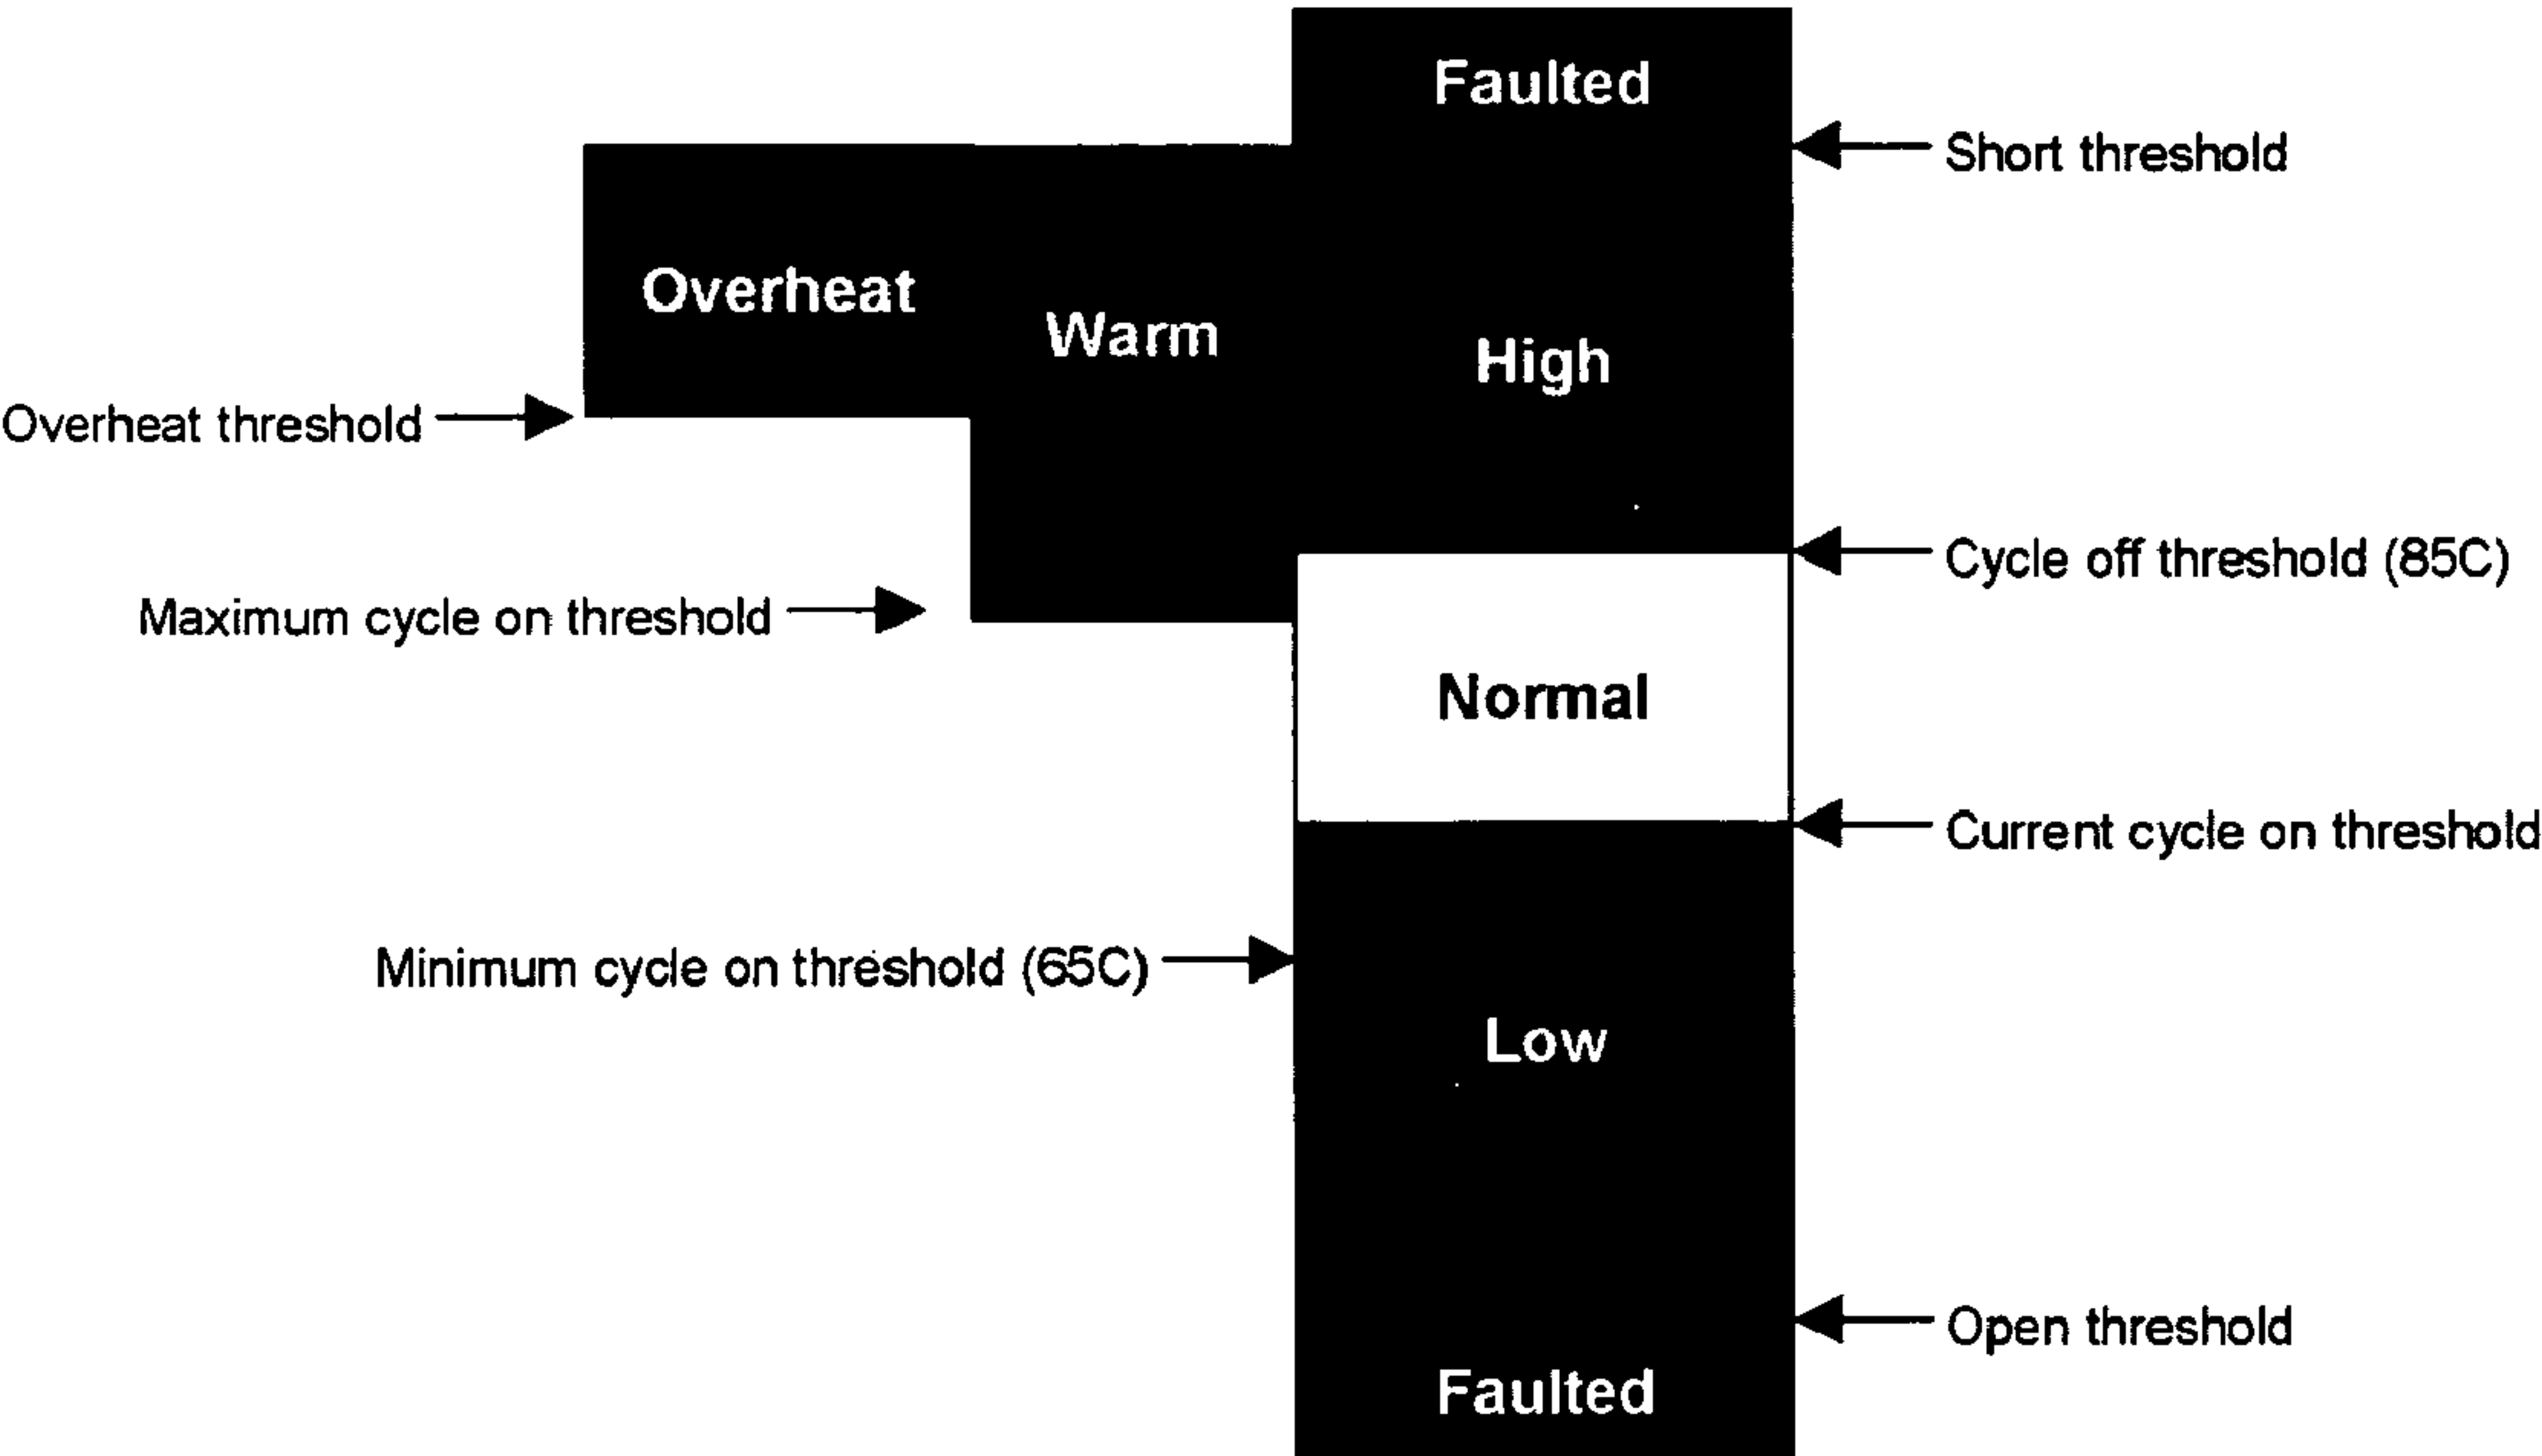 Faulted
Short threshold
Overheat
Warm
High
Overheat threshold
Cycle off threshold (85C)
Maximum cycle on threshold
Normal
Current cycle on threshold
Minimum cycle on threshold (65C)
Low
Open threshold
Faulted